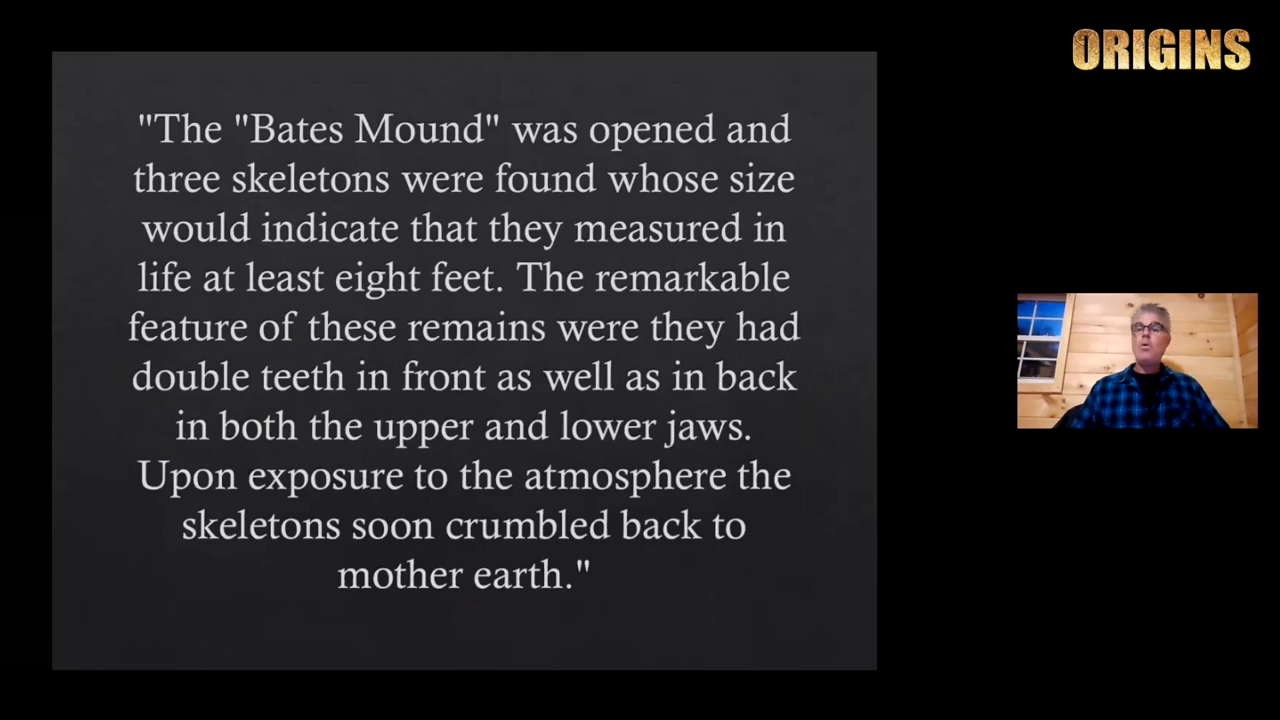 ORIGINS
"The "Bates Mound" was opened and
three skeletons were found whose size
would indicate that they measured in
life at least eight feet. The remarkable
feature of these remains were they had
double teeth in front as well as in back
in both the upper and lower jaws.
Upon exposure to the atmosphere the
skeletons soon crumbled back to
mother earth."